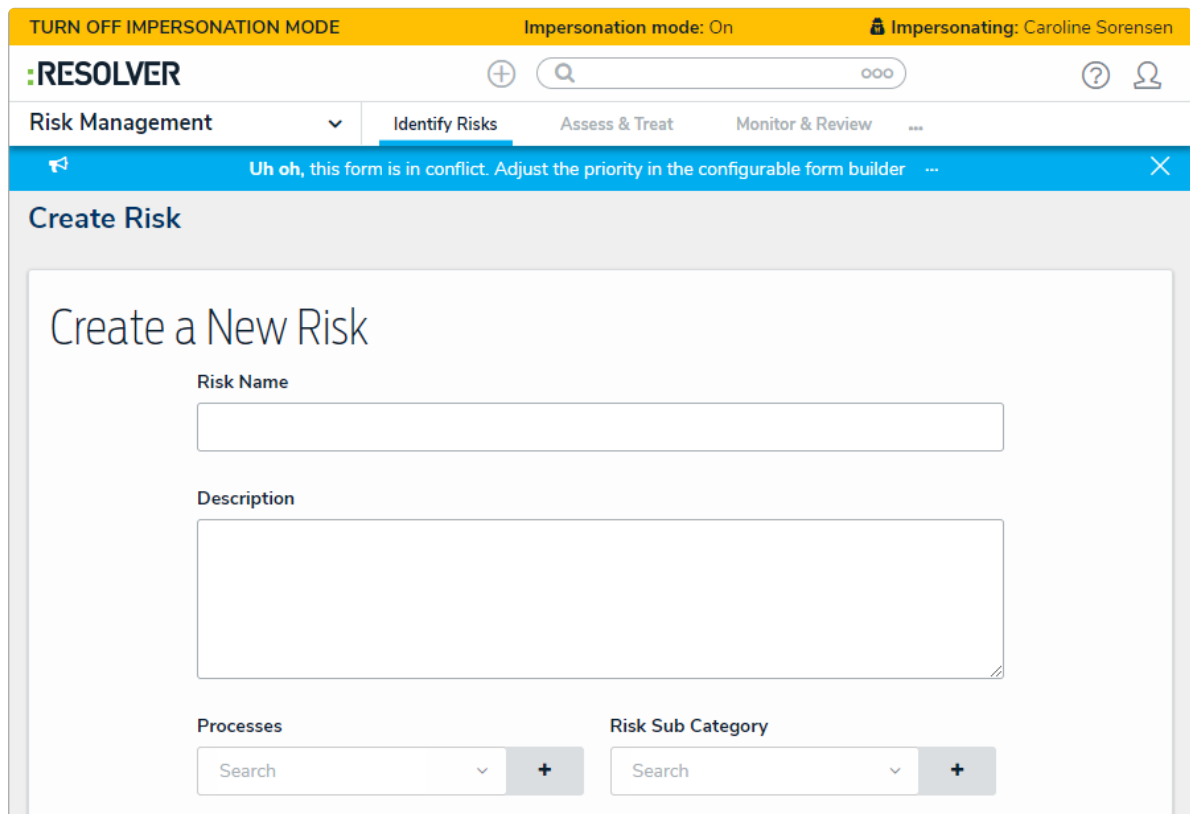 TURN OFF IMPERSONATION MODE Impersonation mode: On Impersonating: Caroline Sorensen
:RESOLVER
Risk Management Identify Risks Assess & Treat Monitor & Review ...
Uh oh, this form is in conflict. Adjust the priority in the configurable form builder ...
Create Risk
Create a New Risk
Risk Name
Description
Processes Risk Sub Category
Search + Search +